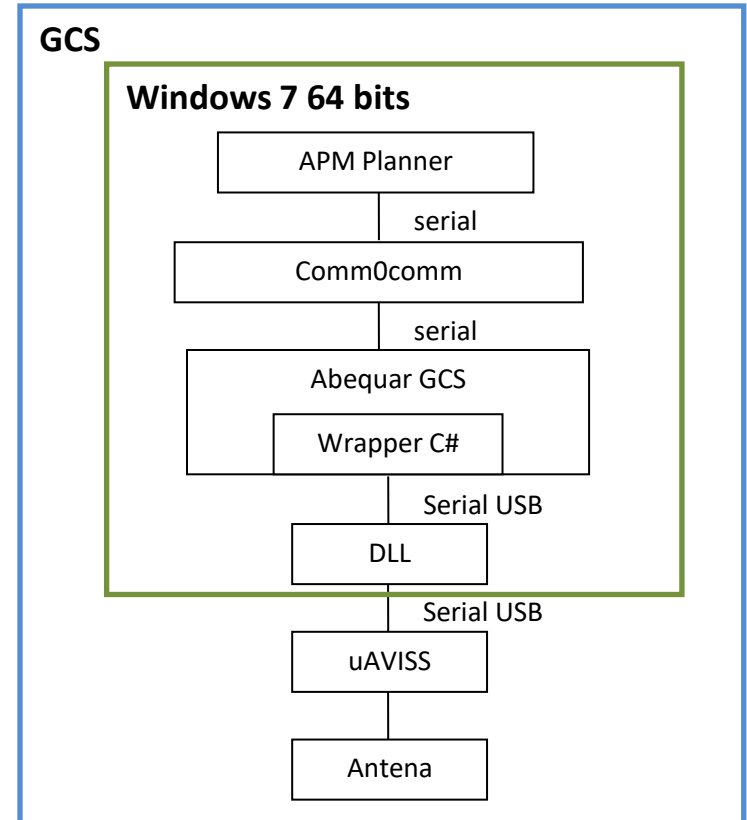 GCS
Windows 7 64 bits
APM Planner
serial
Comm0comm
serial
Abequar GCS
Wrapper C#
Serial USB
DLL
Serial USB
uAVISS
Antena